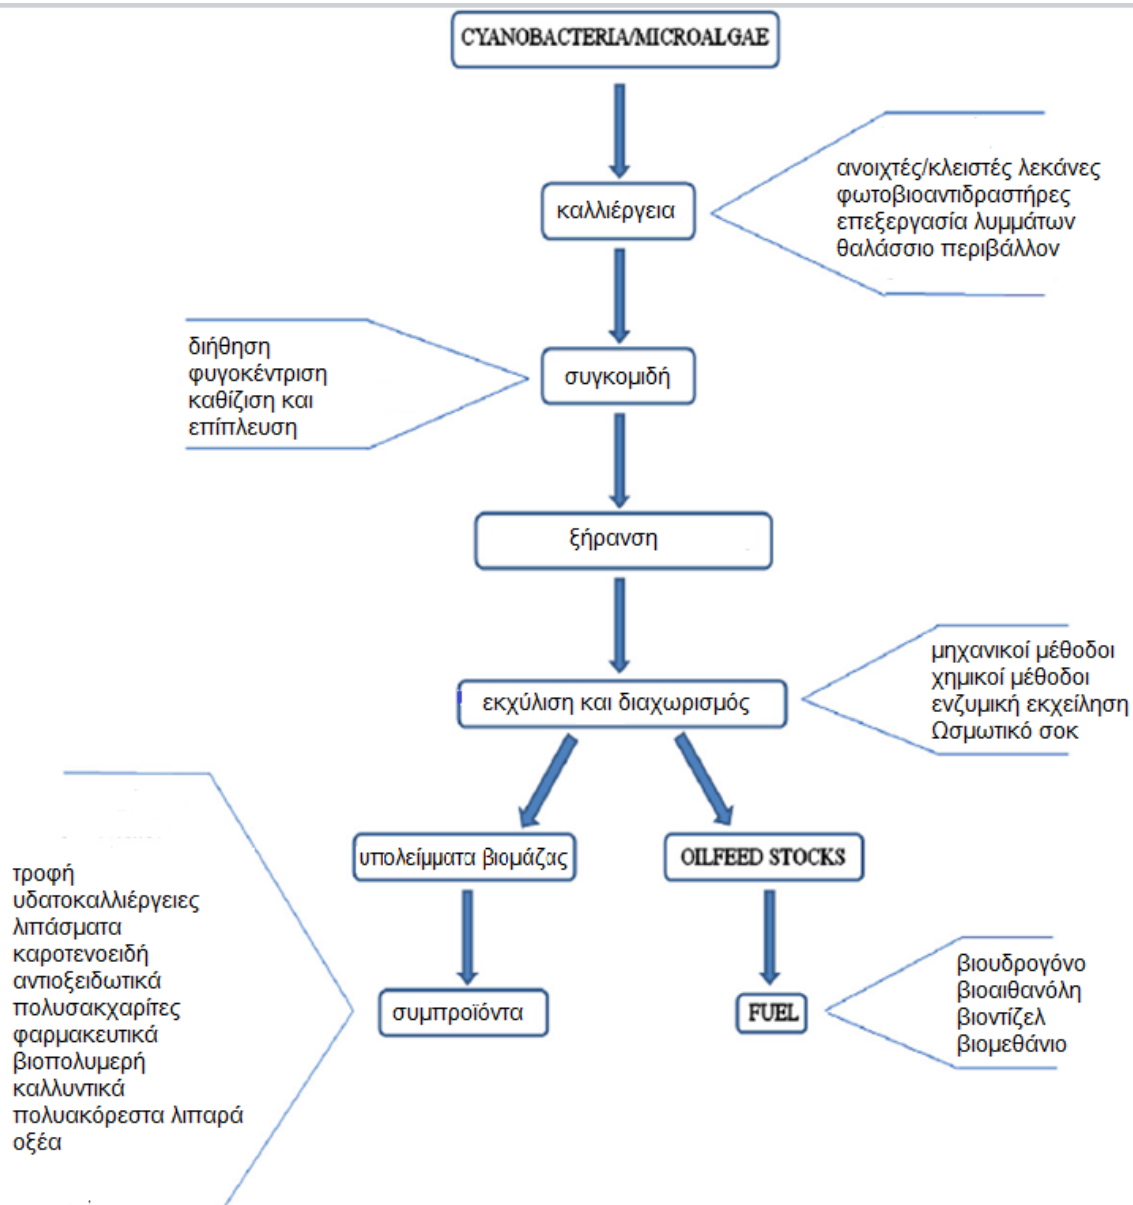 CYANOBACTERIA/MICROALGAE
καλλιέργεια
ανοιχτές/κλειστές λεκάνες
φωτοβιοαντιδραστήρες
επεξεργασία λυμμάτων
θαλάσσιο περιβάλλον
διήθηση
φυγοκέντριση
καθίζιση και
επίπλευση
συγκομιδή
ξήρανση
εκχύλιση και διαχωρισμός
μηχανικοί μέθοδοι
χημικοί μέθοδοι
ενζυμική εκχείληση
Ωσμωτικό σοκ
υπολείμματα βιομάζας
OILFEED STOCKS
τροφή
υδατοκαλλιέργειες
λιπάσματα
καροτενοειδή
αντιοξειδωτικά
πολυσακχαρίτες
φαρμακευτικά
βιοπολυμερή
καλλυντικά
πολυακόρεστα λιπαρά
οξέα
συμπροϊόντα
FUEL
βιουδρογόνο
βιοαιθανόλη
βιοντίζελ
βιομεθάνιο